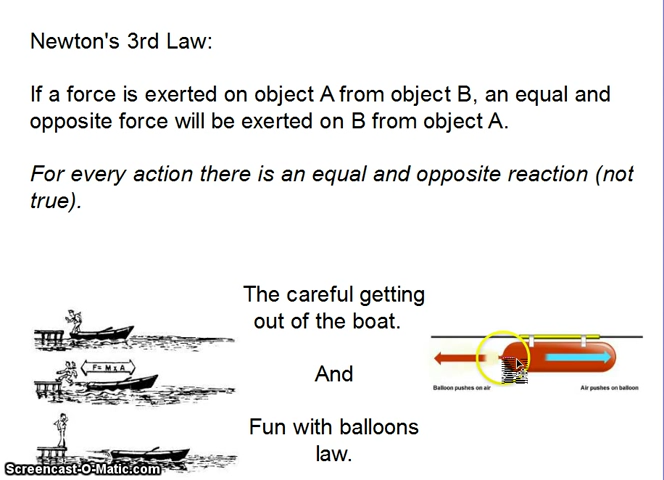 Newton's 3rd Law:
If a force is exerted on object A from object B, an equal and
opposite force will be exerted on B from object A.
For every action there is an equal and opposite reaction (not
true).
The careful getting
out of the boat.
F= M x A
And
Balloon pushes on air
Air pushes on balloon
Fun with balloons
law.
Screencast-O-Matic.com